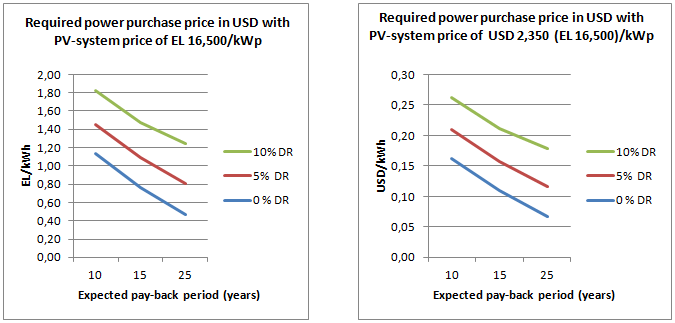 Required power purchase price in USD with
PV-system price of EL 16,500/kWp
2,00
1,80
1,60
1,40
1,20
1,00
0,80
0,60
0,40
0,20
0,00
EL/kWh
10
15
25
Expected pay-back period (years)
10% DR
5% DR
0 % DR
Required power purchase price in USD with
PV-system price of USD 2,350 (EL 16,500)/kWp
0,30
0,25
0,20
0,15
0,10
0,05
0,00
USD/kWh
10
15
25
Expected pay-back period (years)
10% DR
5% DR
0 % DR